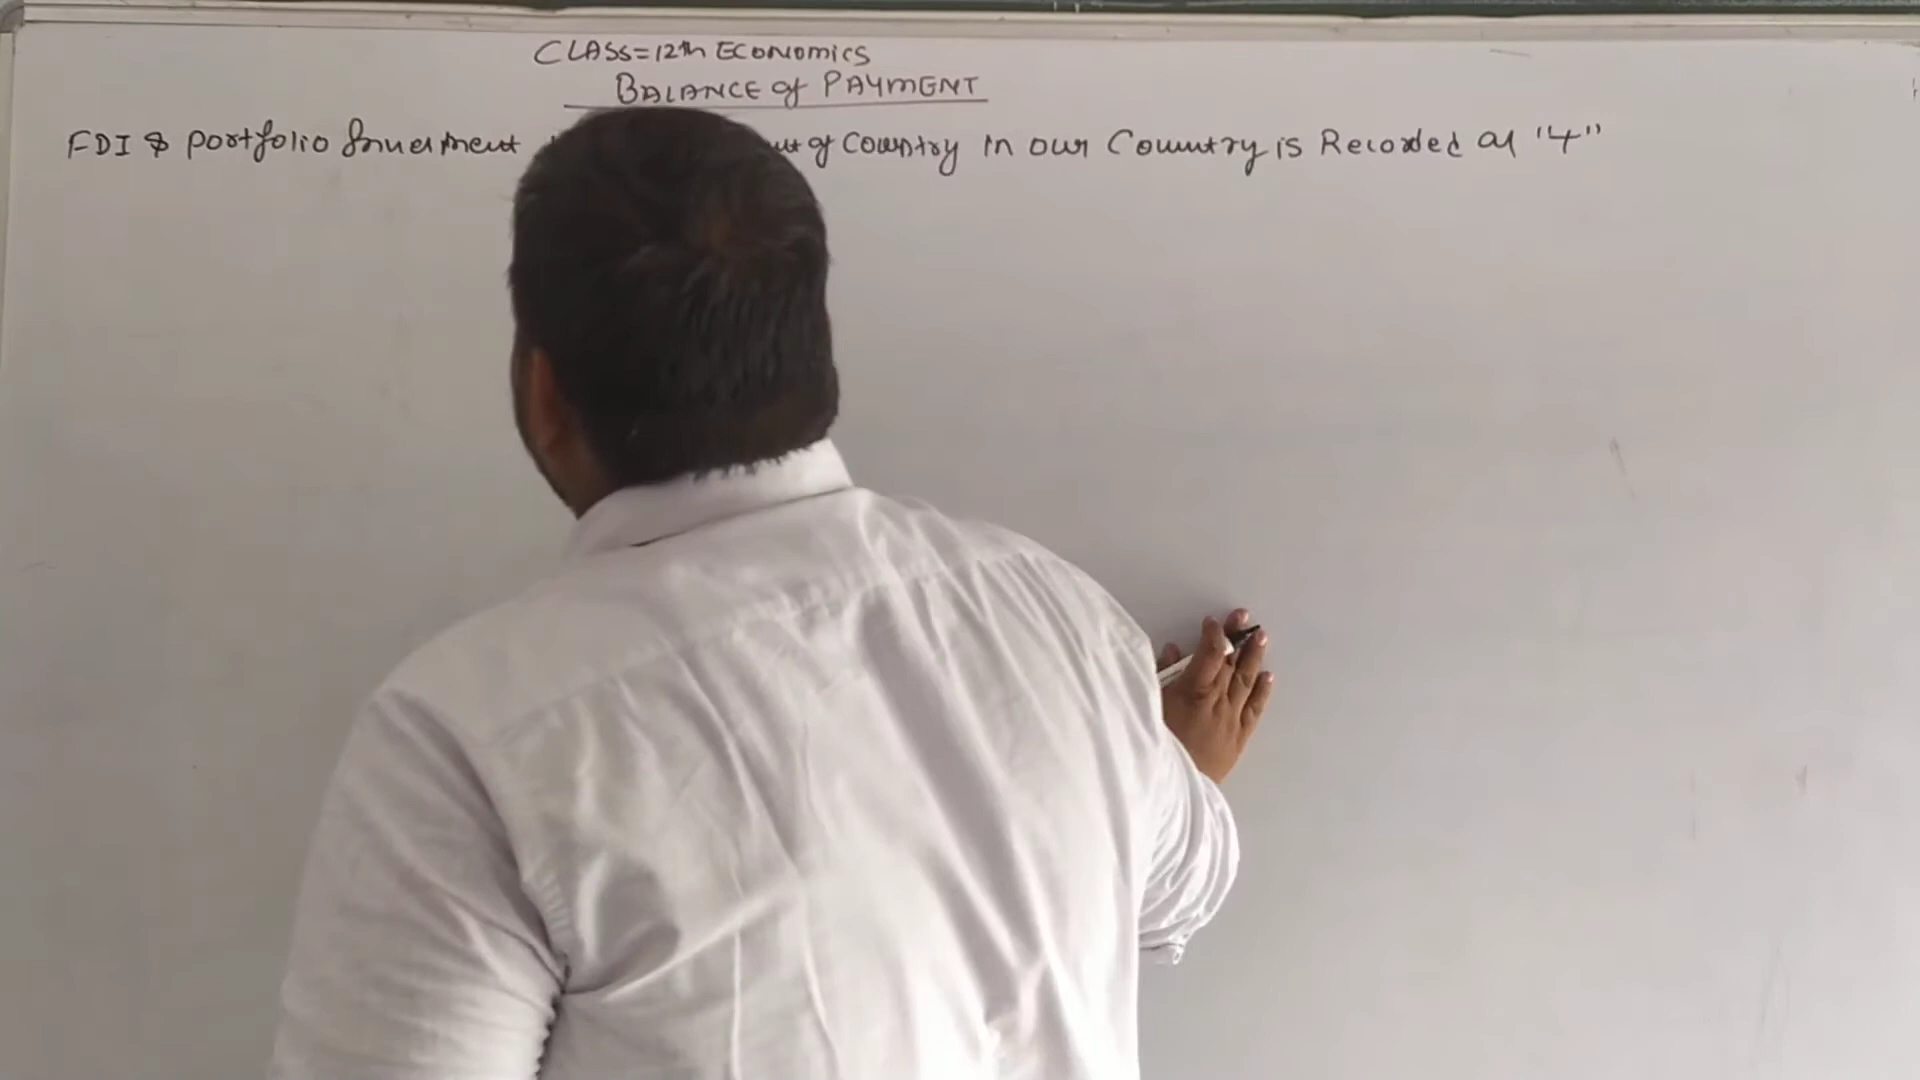 CLASS=12th ECONOMICS
BALANCE of PAYMENT
FDI & Portfolio Investment of Country in our Country is Recorded as "+"